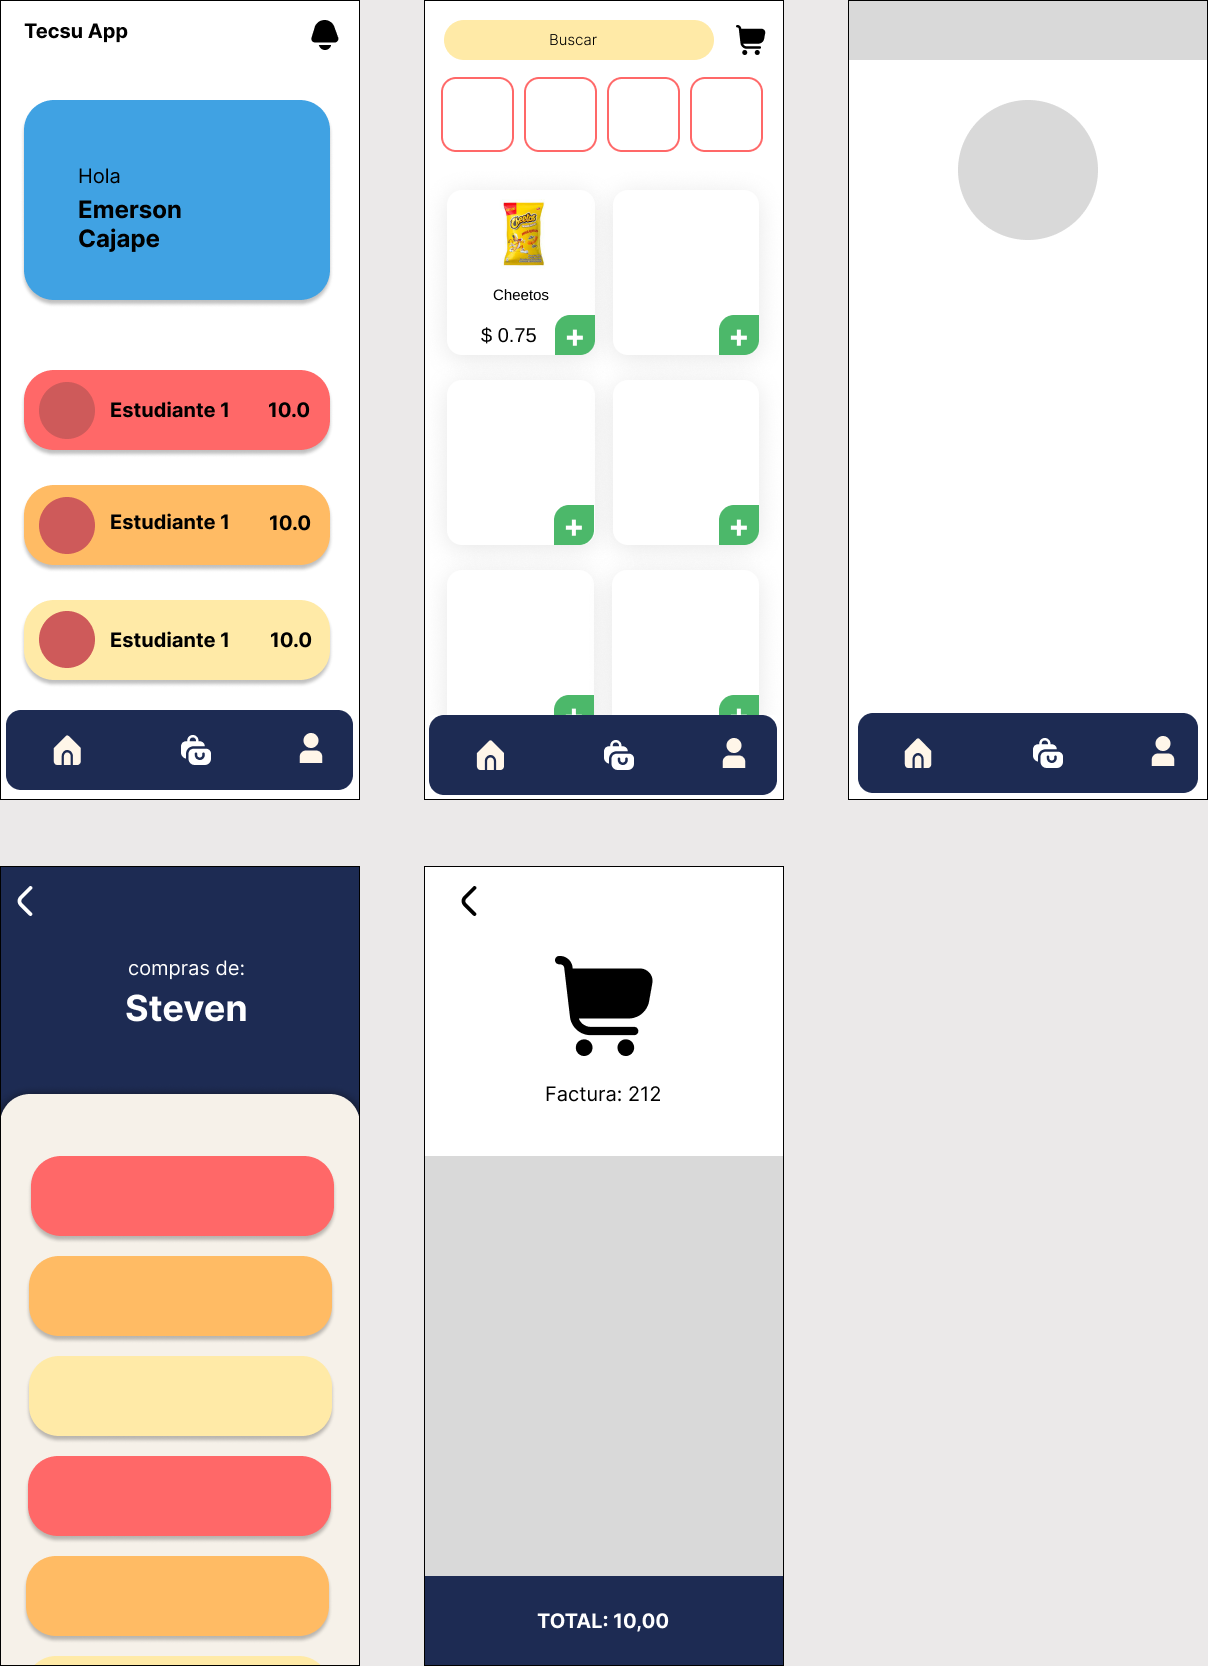 Tecsu App
Hola
Emerson
Cajape
Estudiante 1 10.0
Estudiante 1 10.0
Estudiante 1 10.0
Buscar
Cheetos
Cheetos
$ 0.75
compras de:
Steven
Factura: 212
TOTAL: 10,00